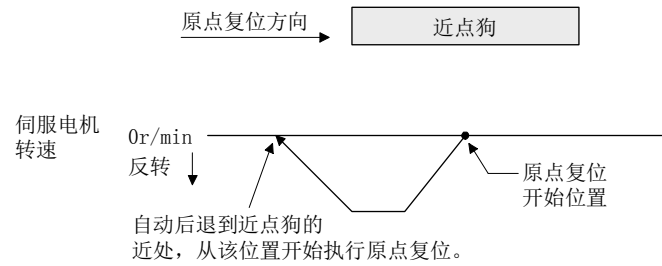 原点复位方向
近点狗
伺服电机
转速
0r/min
反转
原点复位
开始位置
自动后退到近点狗的
近处，从该位置开始执行原点复位。